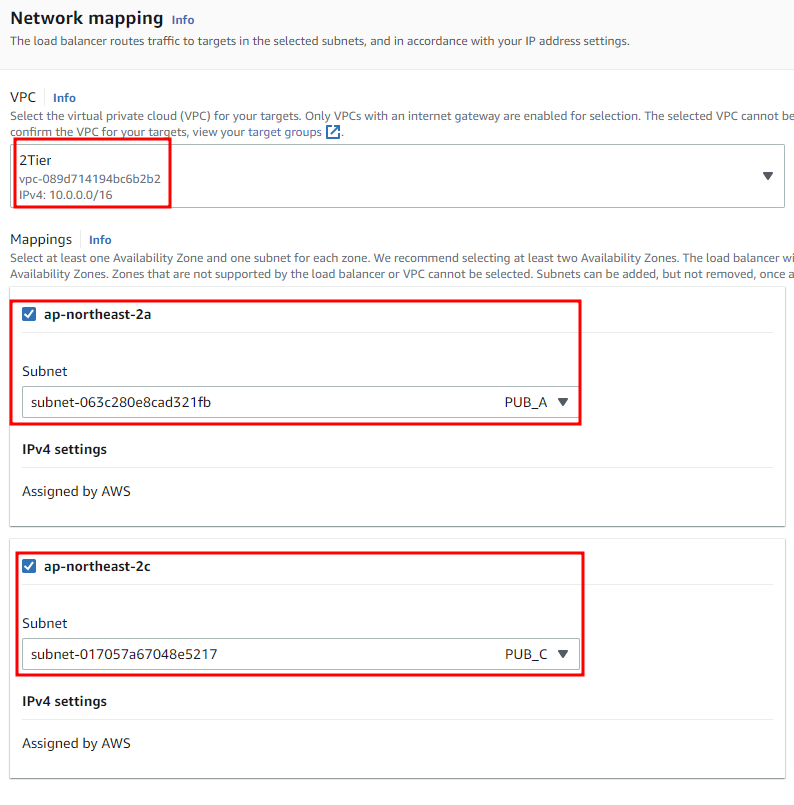 Network mapping Info
The load balancer routes traffic to targets in the selected subnets, and in accordance with your IP address settings.
VPC Info
Select the virtual private cloud (VPC) for your targets. Only VPCs with an internet gateway are enabled for selection. The selected VPC cannot be
confirm the VPC for your targets, view your target groups.
2Tier
vpc-089d714194bc6b2b2
IPv4: 10.0.0.0/16
Mappings Info
Select at least one Availability Zone and one subnet for each zone. We recommend selecting at least two Availability Zones. The load balancer wi
Availability Zones. Zones that are not supported by the load balancer or VPC cannot be selected. Subnets can be added, but not removed, once a
ap-northeast-2a
Subnet
subnet-063c280e8cad321fb PUB_A
IPv4 settings
Assigned by AWS
ap-northeast-2c
Subnet
subnet-017057a67048e5217 PUB_C
IPv4 settings
Assigned by AWS